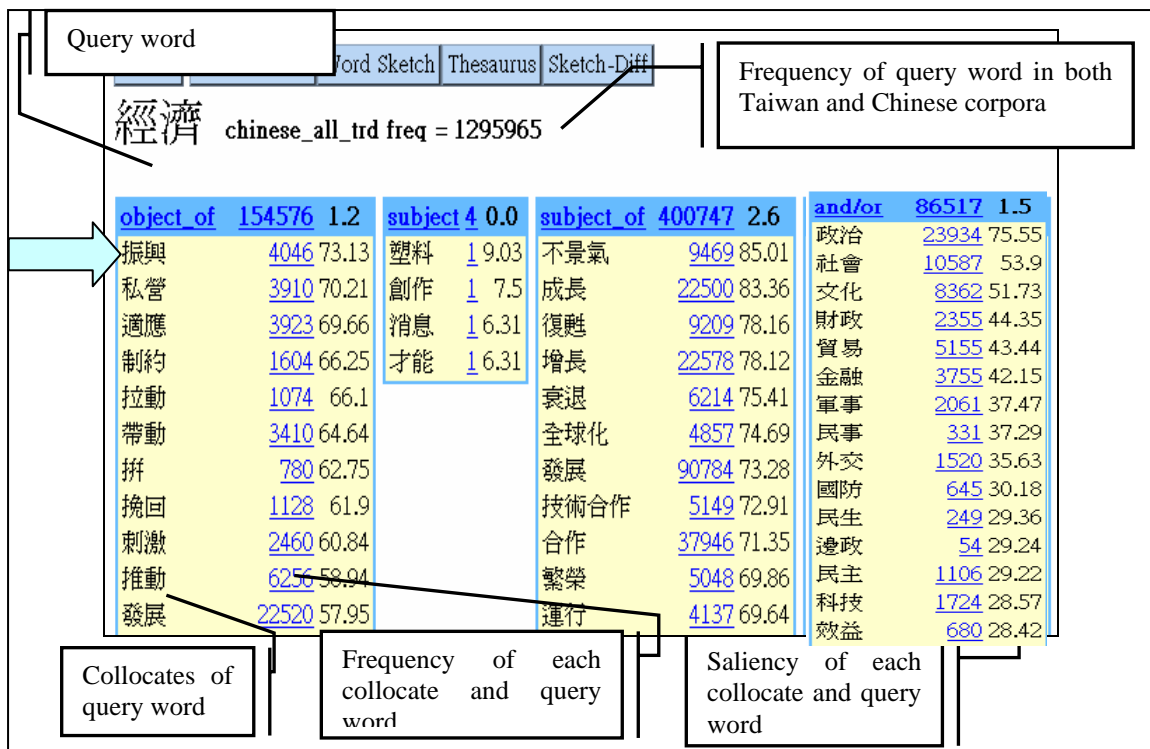 Query word
Word Sketch Thesaurus Sketch-Diff
Frequency of query word in both
Taiwan and Chinese corpora
經濟 chinese_all_trd freq = 1295965
object_of 154576 1.2
振興 4046 73.13
私營 3910 70.21
適應 3923 69.66
制約 1604 66.25
拉動 1074 66.1
帶動 3410 64.64
拚 780 62.75
挽回 1128 61.9
刺激 2460 60.84
推動 6256 58.94
發展 22520 57.95
subject 4 0.0
塑料 1 9.03
創作 1 7.5
消息 1 6.31
才能 1 6.31
subject_of 400747 2.6
不景氣 9469 85.01
成長 22500 83.36
復甦 9209 78.16
增長 22578 78.12
衰退 6214 75.41
全球化 4857 74.69
發展 90784 73.28
技術合作 5149 72.91
合作 37946 71.35
繁榮 5048 69.86
運行 4137 69.64
and/or 86517 1.5
政治 23934 75.55
社會 10587 53.9
文化 8362 51.73
財政 2355 44.35
貿易 5155 43.44
金融 3755 42.15
軍事 2061 37.47
民事 331 37.29
外交 1520 35.63
國防 645 30.18
民生 249 29.36
邊政 54 29.24
民主 1106 29.22
科技 1724 28.57
效益 680 28.42
Collocates of
query word
Frequency of each
collocate and query
word
Saliency of each
collocate and query
word